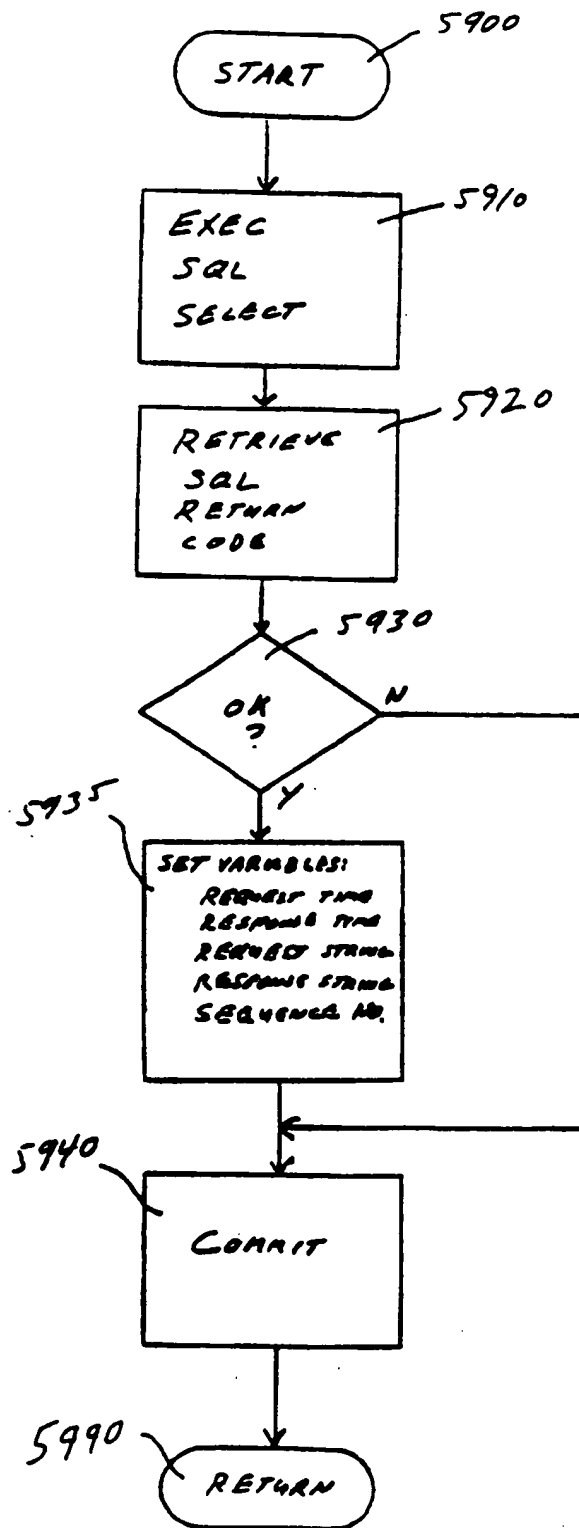 5900
START
5910
EXEC
SQL
SELECT
5920
RETRIEVE
SQL
RETURN
CODE
5930
OK
?
N
Y
5935
SET VARIABLES:
REQUEST TIME
RESPONSE TIME
REQUEST STRING
RESPONSE STRING
SEQUENCE NO.
5940
COMMIT
5990
RETURN